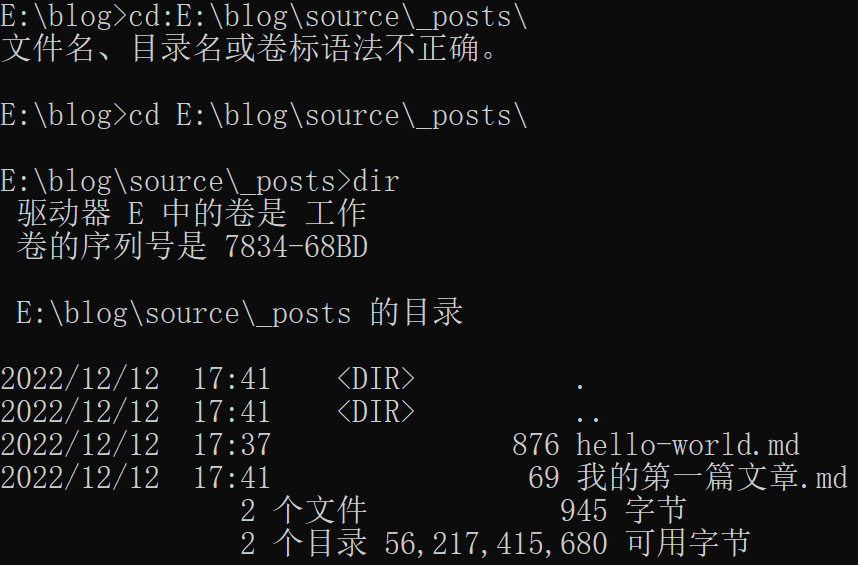 E:\blog>cd:E:\blog\source\_posts\
文件名、目录名或卷标语法不正确。
E:\blog>cd E:\blog\source\_posts\
E:\blog\source\_posts>dir
驱动器 E 中的卷是 工作
卷的序列号是 7834-68BD
E:\blog\source\_posts 的目录
2022/12/12  17:41    <DIR>          .
2022/12/12  17:41    <DIR>          ..
2022/12/12  17:37               876 hello-world.md
2022/12/12  17:41                69 我的第一篇文章.md
2 个文件            945 字节
2 个目录 56,217,415,680 可用字节